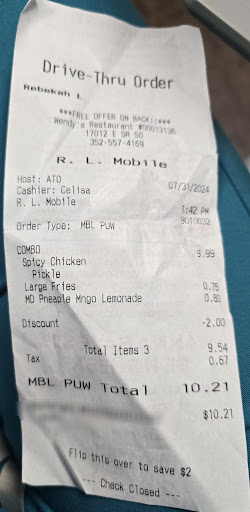 Drive-Thru Order
Rebekah L
***FREE OFFER ON BACK!!***
Wendy's Restaurant #00013136
17012 E SR 50
352-557-4169
R. L. Mobile
Host: ATO
Cashier: Celisa 07/31/2024
R. L. Mobile 1:42 PM
Order Type: MBL PUW 9010032
COMBO
Spicy Chicken 9.99
Pickle
Large Fries 0.75
MD Pneaple Mngo Lemonade 0.80
Discount -2.00
Total Items 3 9.54
Tax 0.67
MBL PUW Total 10.21
$10.21
Flip this over to save $2
--- Check Closed ---